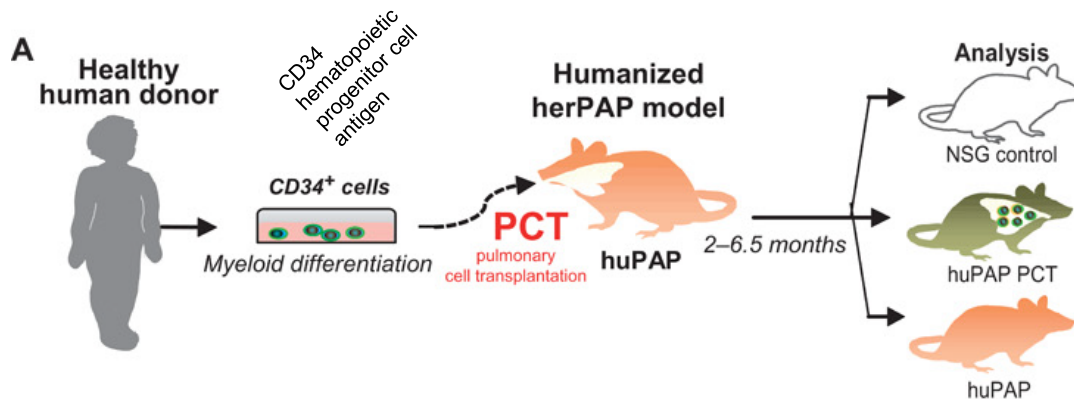 A
Healthy
human donor
CD34
hematopoietic
progenitor cell
antigen
CD34+ cells
Myeloid differentiation
PCT
pulmonary
cell transplantation
Humanized
herPAP model
huPAP
2–6.5 months
Analysis
NSG control
huPAP PCT
huPAP